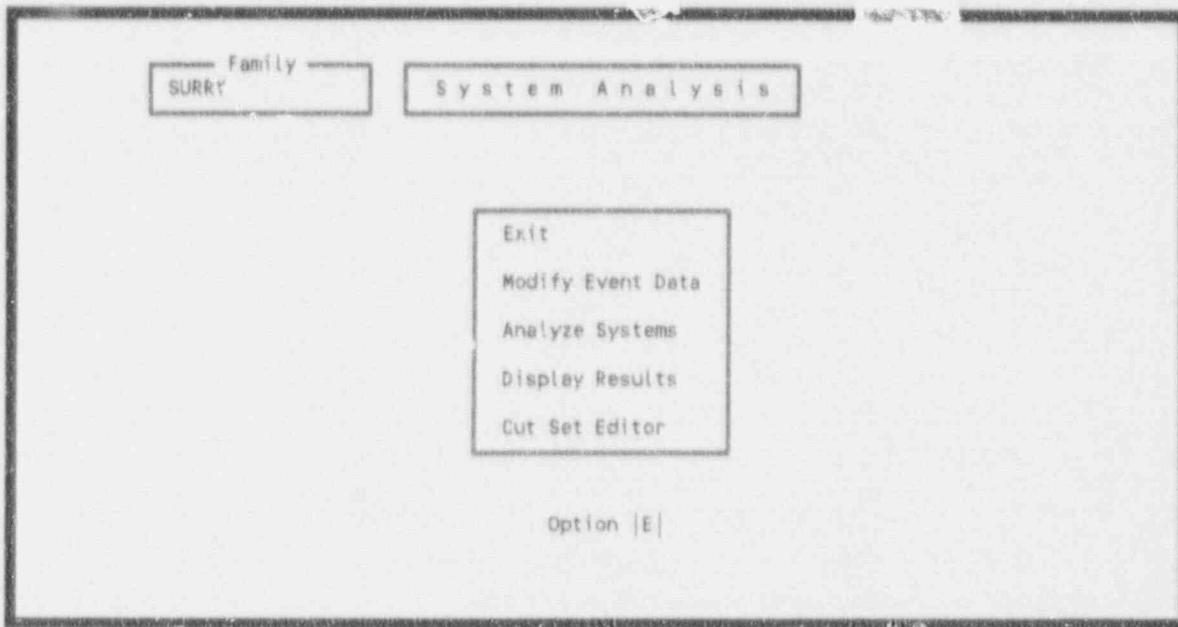 Family
SURRY
System Analysis
Exit
Modify Event Data
Analyze Systems
Display Results
Cut Set Editor
Option |E|